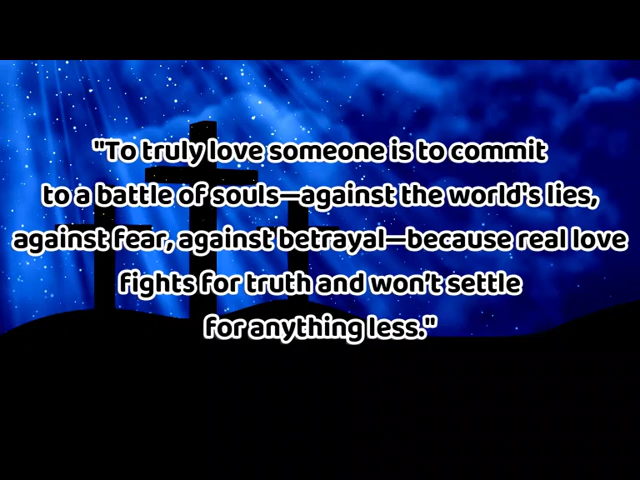 "To truly love someone is to commit
to a battle of souls—against the world's lies,
against fear, against betrayal—because real love
fights for truth and won't settle
for anything less."